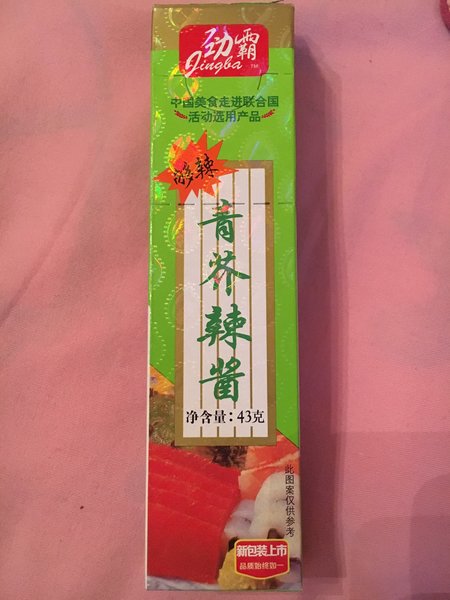 劲霸
Jingba™
中国美食走进联合国
活动选用产品
够辣
青芥辣酱
净含量：43克
此图案仅供参考
新包装上市
品质始终如一